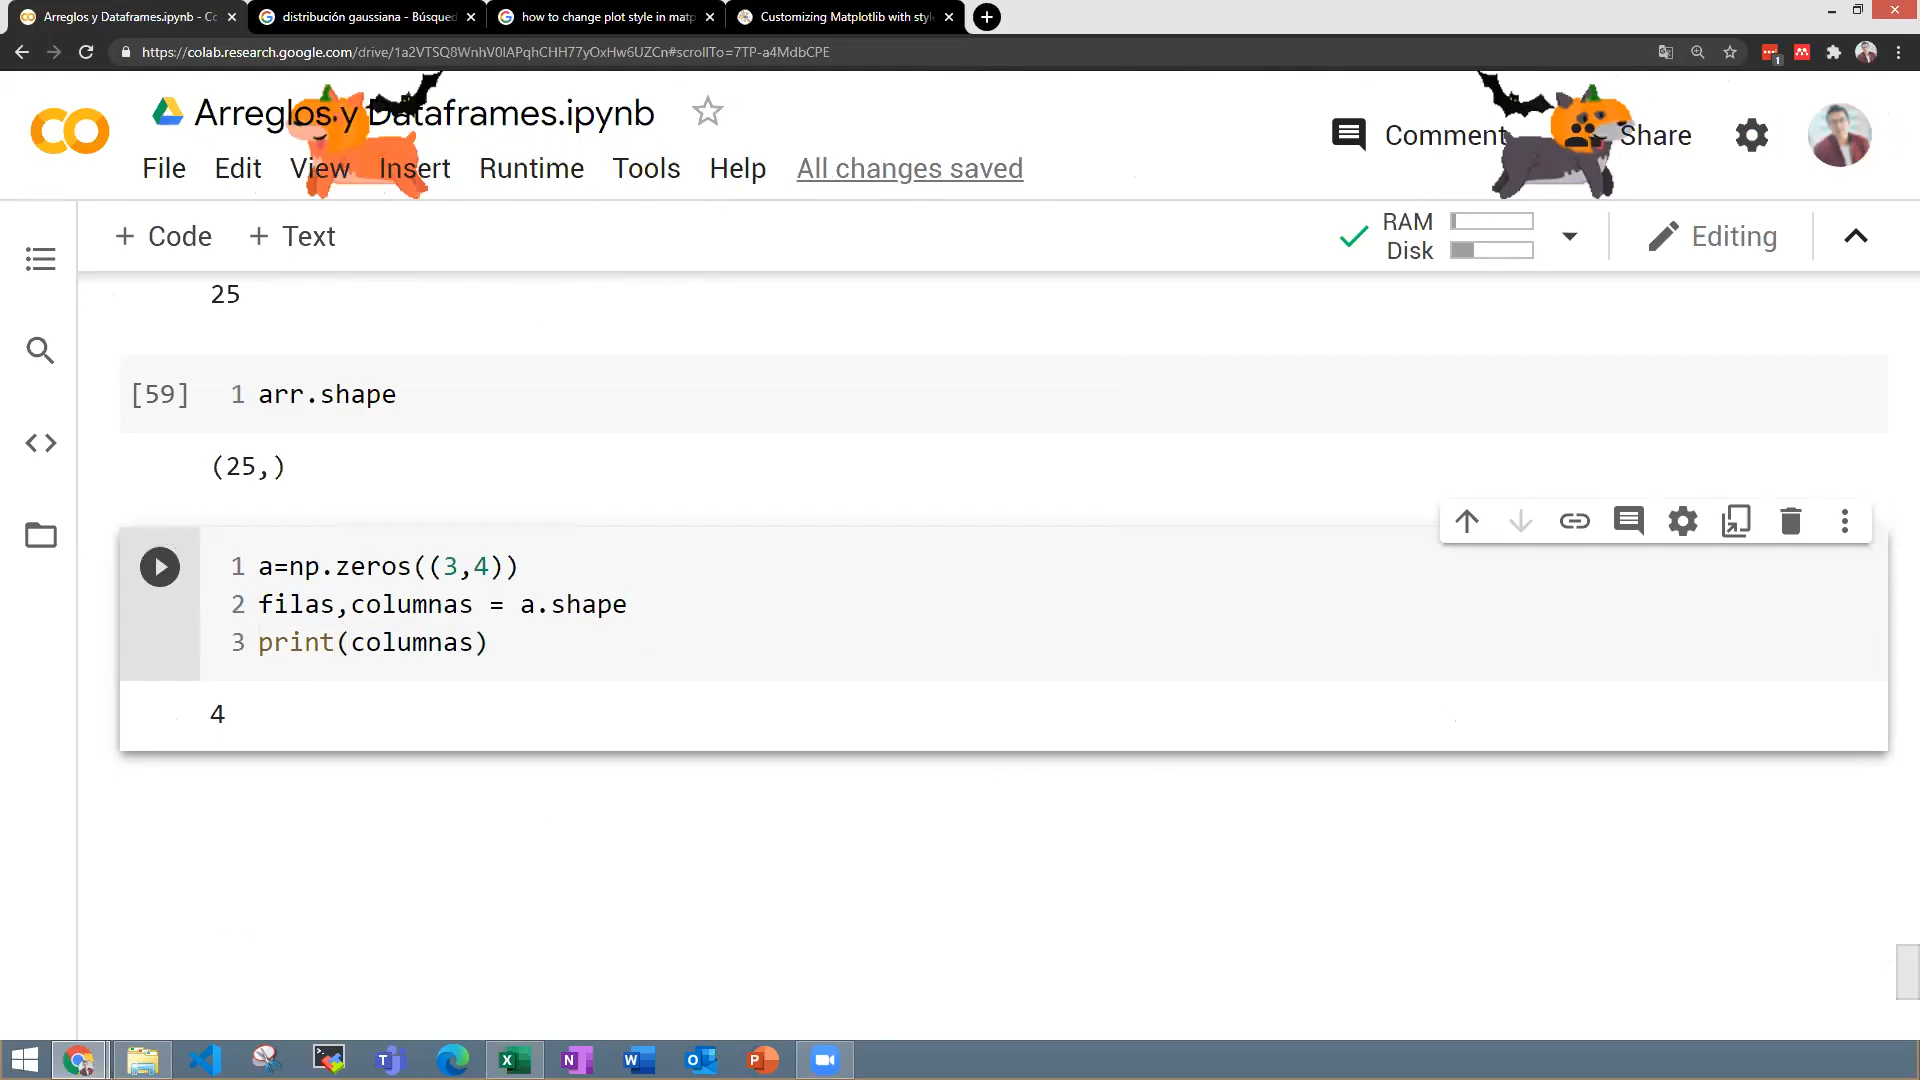 Arreglos y Dataframes.ipynb - Co
distribución gaussiana - Búsqued
how to change plot style in matp
Customizing Matplotlib with styl
https://colab.research.google.com/drive/1a2VTSQ8WnhV0lAPqhCHH77yOxHw6UZCn#scrollTo=7TP-a4MdbCPE
1
Arreglos y Dataframes.ipynb
Comment
Share
File Edit View Insert Runtime Tools Help All changes saved
+ Code + Text
RAM
Disk
Editing
25
[59] 1 arr.shape
(25,)
1 a=np.zeros((3,4))
2 filas,columnas = a.shape
3 print(columnas)
4